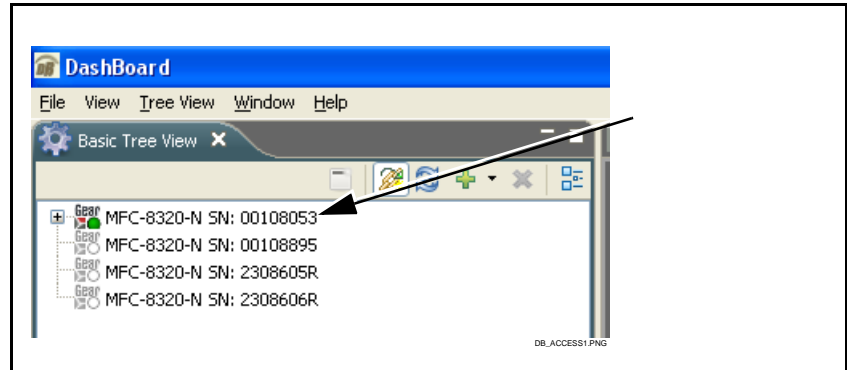 DashBoard
File View Tree View Window Help
Basic Tree View
Gear MFC-8320-N SN: 00108053
Gear MFC-8320-N SN: 00108895
Gear MFC-8320-N SN: 2308605R
Gear MFC-8320-N SN: 2308606R
DB_ACCESS1.PNG